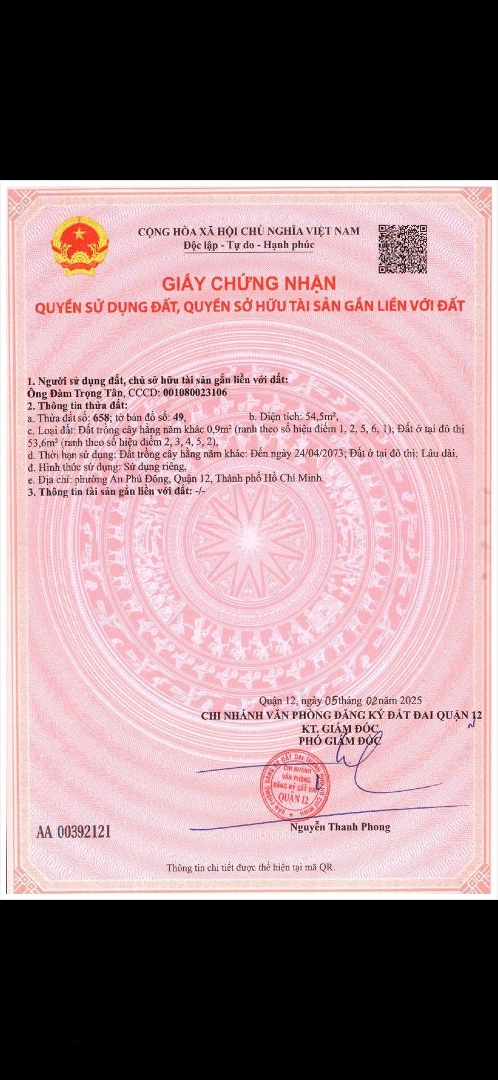 CỘNG HÒA XÃ HỘI CHỦ NGHĨA VIỆT NAM
Độc lập - Tự do - Hạnh phúc
GIẤY CHỨNG NHẬN
QUYỀN SỬ DỤNG ĐẤT, QUYỀN SỞ HỮU TÀI SẢN GẮN LIỀN VỚI ĐẤT
1. Người sử dụng đất, chủ sở hữu tài sản gắn liền với đất:
Ông Đàm Trọng Tân, CCCD: 001080023106
2. Thông tin thửa đất:
a. Thửa đất số: 658; tờ bản đồ số: 49, b. Diện tích: 54,5m²,
c. Loại đất: Đất trồng cây hằng năm khác 0,9m² (ranh theo số hiệu điểm 1, 2, 5, 6, 1); Đất ở tại đô thị
53,6m² (ranh theo số hiệu điểm 2, 3, 4, 5, 2),
d. Thời hạn sử dụng: Đất trồng cây hằng năm khác: Đến ngày 24/04/2073; Đất ở tại đô thị: Lâu dài,
đ. Hình thức sử dụng: Sử dụng riêng,
e. Địa chỉ: phường An Phú Đông, Quận 12, Thành phố Hồ Chí Minh.
3. Thông tin tài sản gắn liền với đất: -/-
Quận 12, ngày 05 tháng 02 năm 2025
CHI NHÁNH VĂN PHÒNG ĐĂNG KÝ ĐẤT ĐAI QUẬN 12
KT. GIÁM ĐỐC
PHÓ GIÁM ĐỐC
CHI NHÁNH
VĂN PHÒNG
ĐĂNG KÝ ĐẤT ĐAI
QUẬN 12
AA 00392121
Nguyễn Thanh Phong
Thông tin chi tiết được thể hiện tại mã QR.